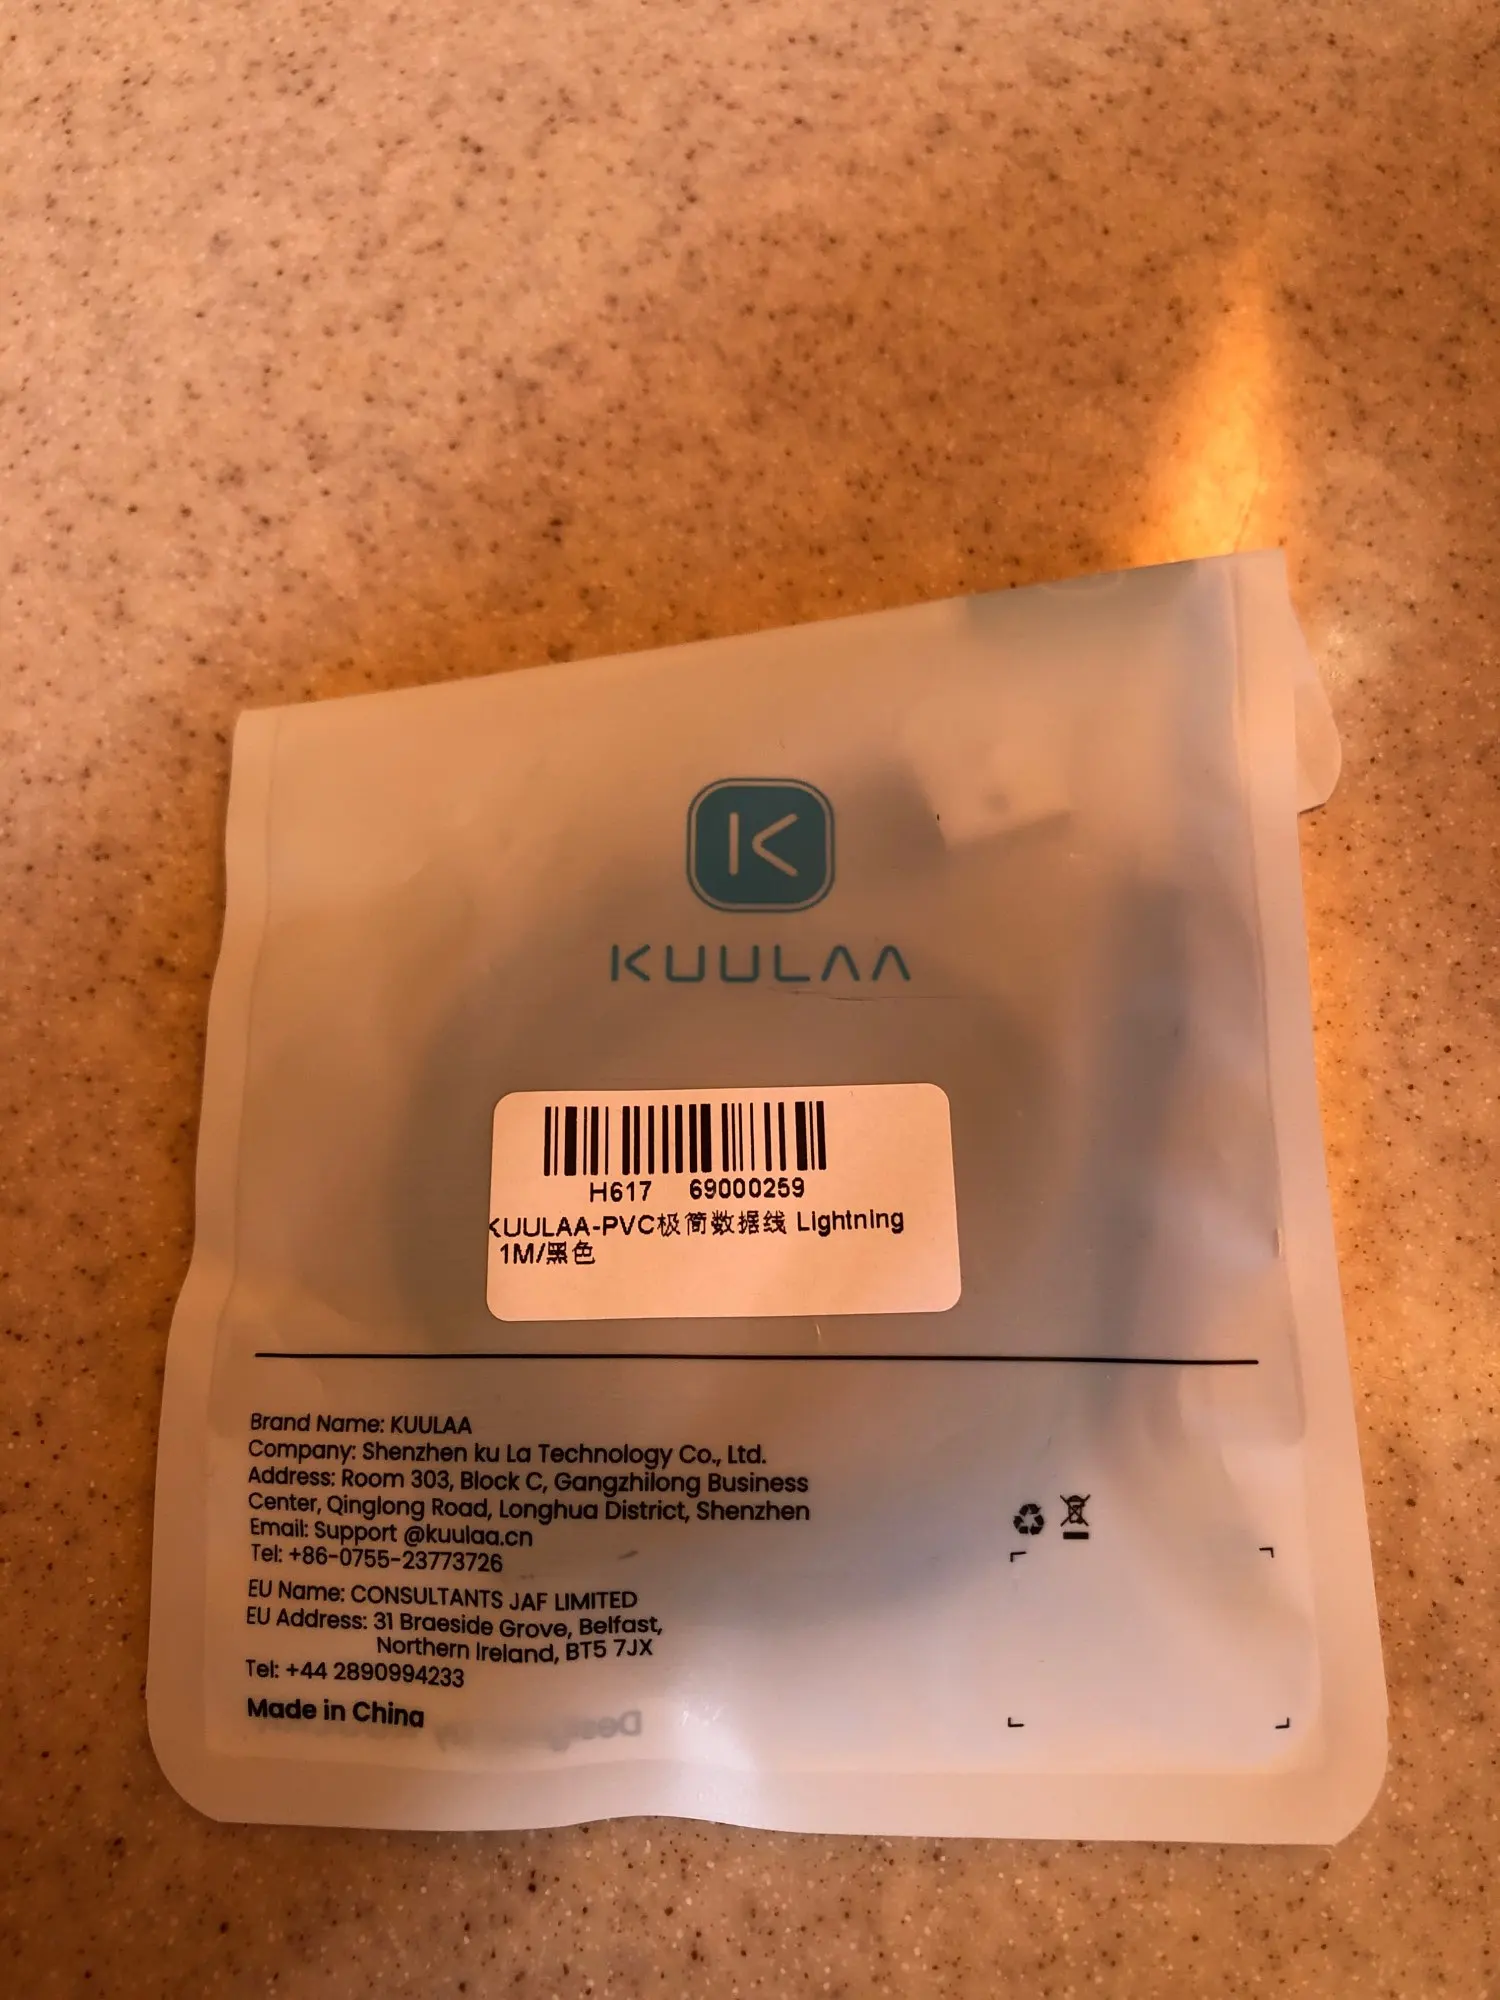 K
KUULAA
H617 69000259
KUULAA-PVC极简数据线 Lightning
1M/黑色
Brand Name: KUULAA
Company: Shenzhen ku La Technology Co., Ltd.
Address: Room 303, Block C, Gangzhilong Business
Center, Qinglong Road, Longhua District, Shenzhen
Email: Support @kuulaa.cn
Tel: +86-0755-23773726
EU Name: CONSULTANTS JAF LIMITED
EU Address: 31 Braeside Grove, Belfast,
Northern Ireland, BT5 7JX
Tel: +44 2890994233
Made in China